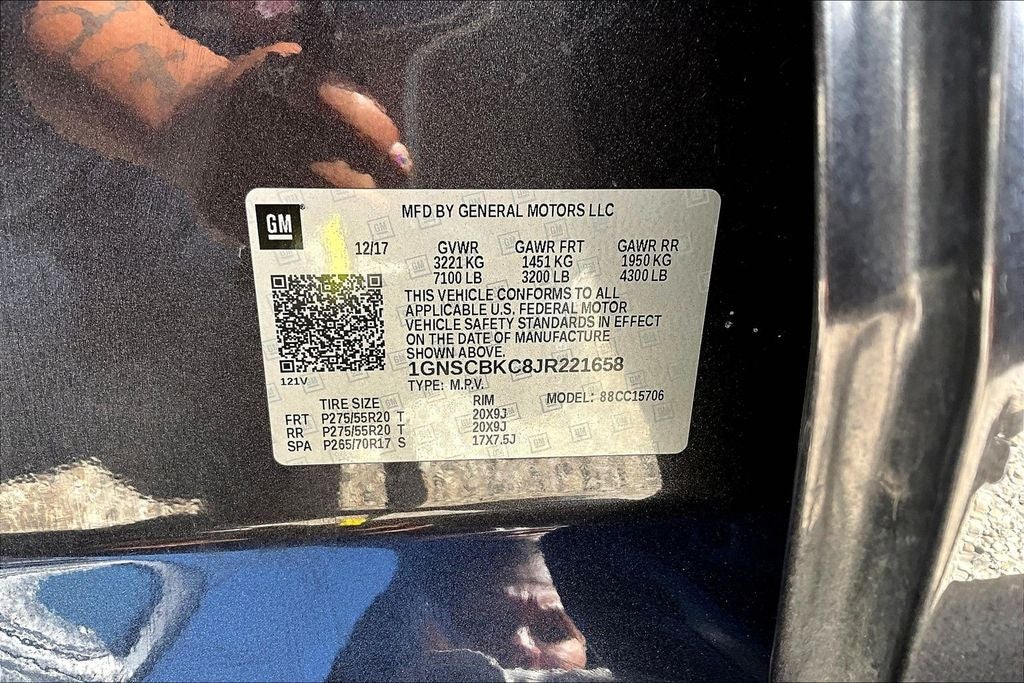 GM
MFD BY GENERAL MOTORS LLC
12/17 GVWR GAWR FRT GAWR RR
3221 KG 1451 KG 1950 KG
7100 LB 3200 LB 4300 LB
THIS VEHICLE CONFORMS TO ALL
APPLICABLE U.S. FEDERAL MOTOR
VEHICLE SAFETY STANDARDS IN EFFECT
ON THE DATE OF MANUFACTURE
SHOWN ABOVE.
1GNSCBKC8JR221658
121V
TYPE: M.P.V. MODEL: 88CC15706
TIRE SIZE RIM
FRT P275/55R20 T 20X9J
RR P275/55R20 T 20X9J
SPA P265/70R17 S 17X7.5J